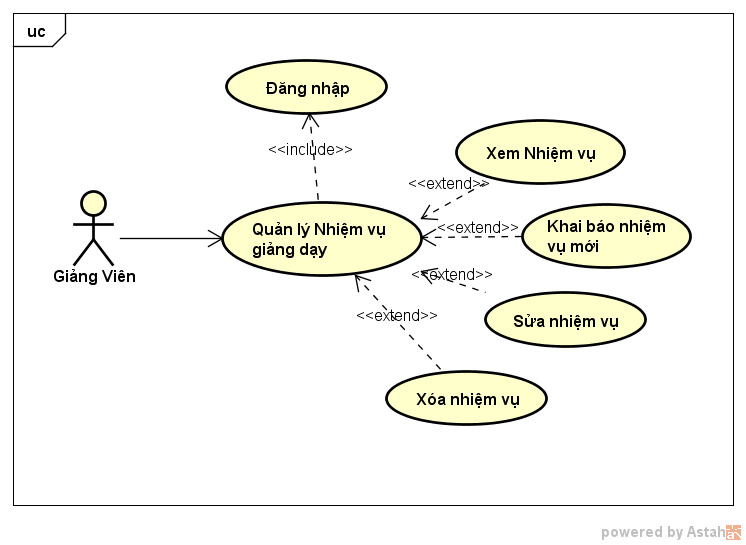 uc
Đăng nhập
<<include>>
Xem Nhiệm vụ
<<extend>>
Quản lý Nhiệm vụ
giảng dạy
<<extend>>
Khai báo nhiệm
vụ mới
Giảng Viên
<<extend>>
Sửa nhiệm vụ
<<extend>>
Xóa nhiệm vụ
powered by Astah